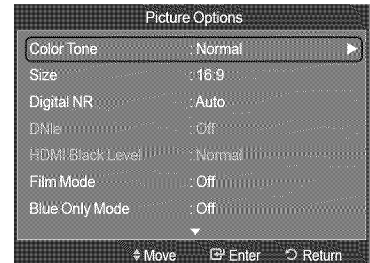 Picture Options
Color Tone : Normal ►
Size : 16:9
Digital NR : Auto
DNIe : Off
HDMI Black Level : Normal
Film Mode : Off
Blue Only Mode : Off
▼
Move Enter Return